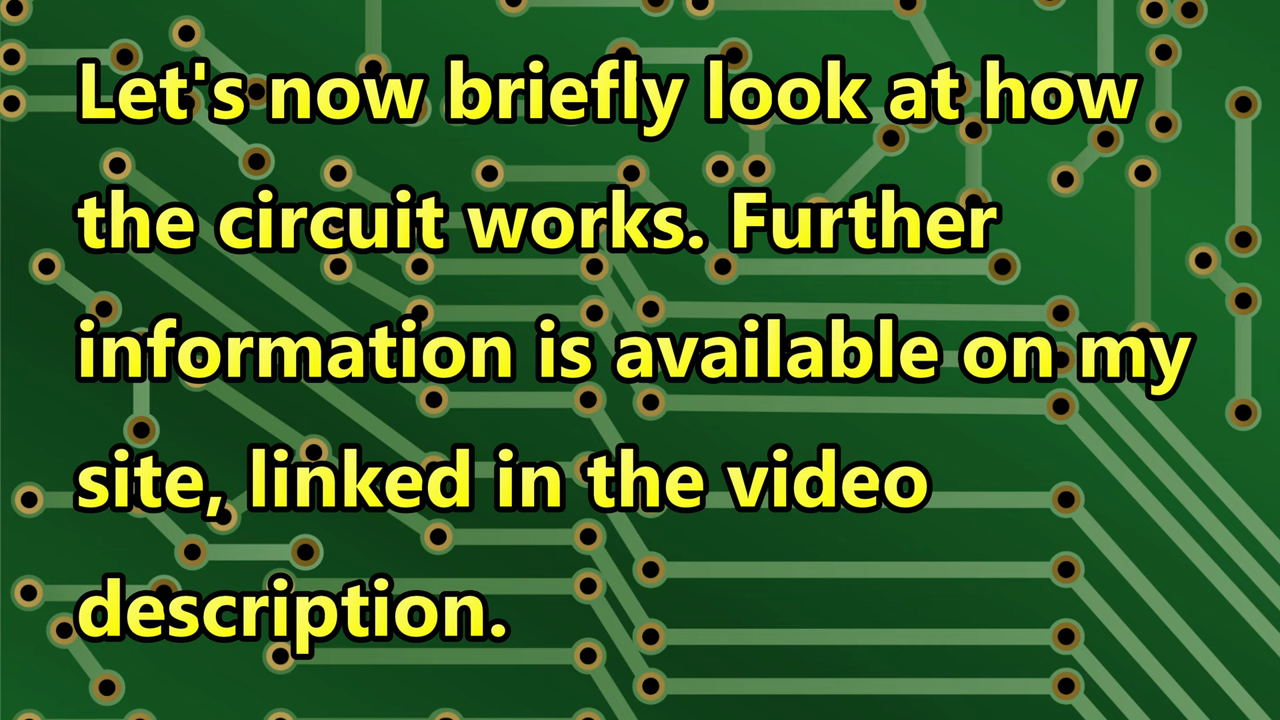 Let's now briefly look at how
the circuit works. Further
information is available on my
site, linked in the video
description.